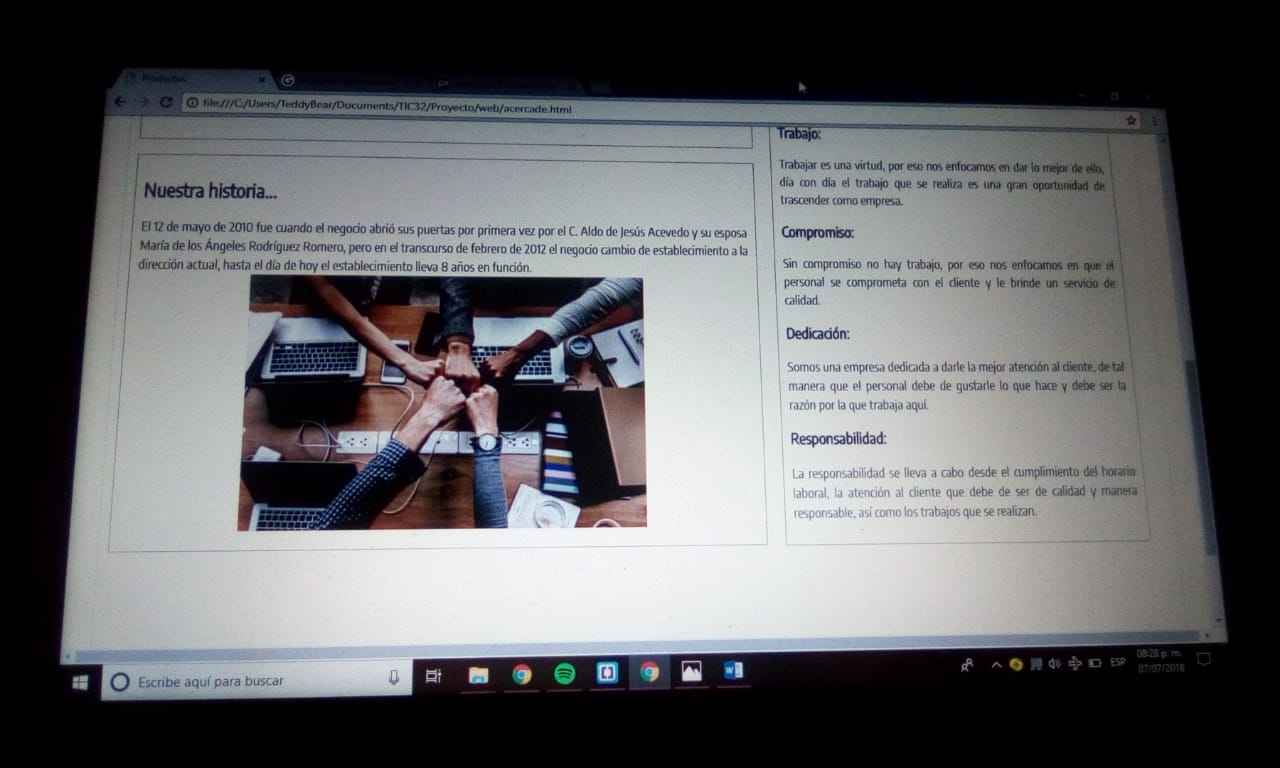 Productos
file:///C:/Users/TeddyBear/Documents/TIC32/Proyecto/web/acercade.html
Nuestra historia...
El 12 de mayo de 2010 fue cuando el negocio abrió sus puertas por primera vez por el C. Aldo de Jesús Acevedo y su esposa
María de los Ángeles Rodríguez Romero, pero en el transcurso de febrero de 2012 el negocio cambio de establecimiento a la
dirección actual, hasta el día de hoy el establecimiento lleva 8 años en función.
Trabajo:
Trabajar es una virtud, por eso nos enfocamos en dar lo mejor de ello,
día con día el trabajo que se realiza es una gran oportunidad de
trascender como empresa.
Compromiso:
Sin compromiso no hay trabajo, por eso nos enfocamos en que el
personal se comprometa con el cliente y le brinde un servicio de
calidad.
Dedicación:
Somos una empresa dedicada a darle la mejor atención al cliente, de tal
manera que el personal debe de gustarle lo que hace y debe ser la
razón por la que trabaja aquí.
Responsabilidad:
La responsabilidad se lleva a cabo desde el cumplimiento del horario
laboral, la atención al cliente que debe de ser de calidad y manera
responsable, así como los trabajos que se realizan.
Escribe aquí para buscar
ESP
08:28 p. m.
07/07/2018